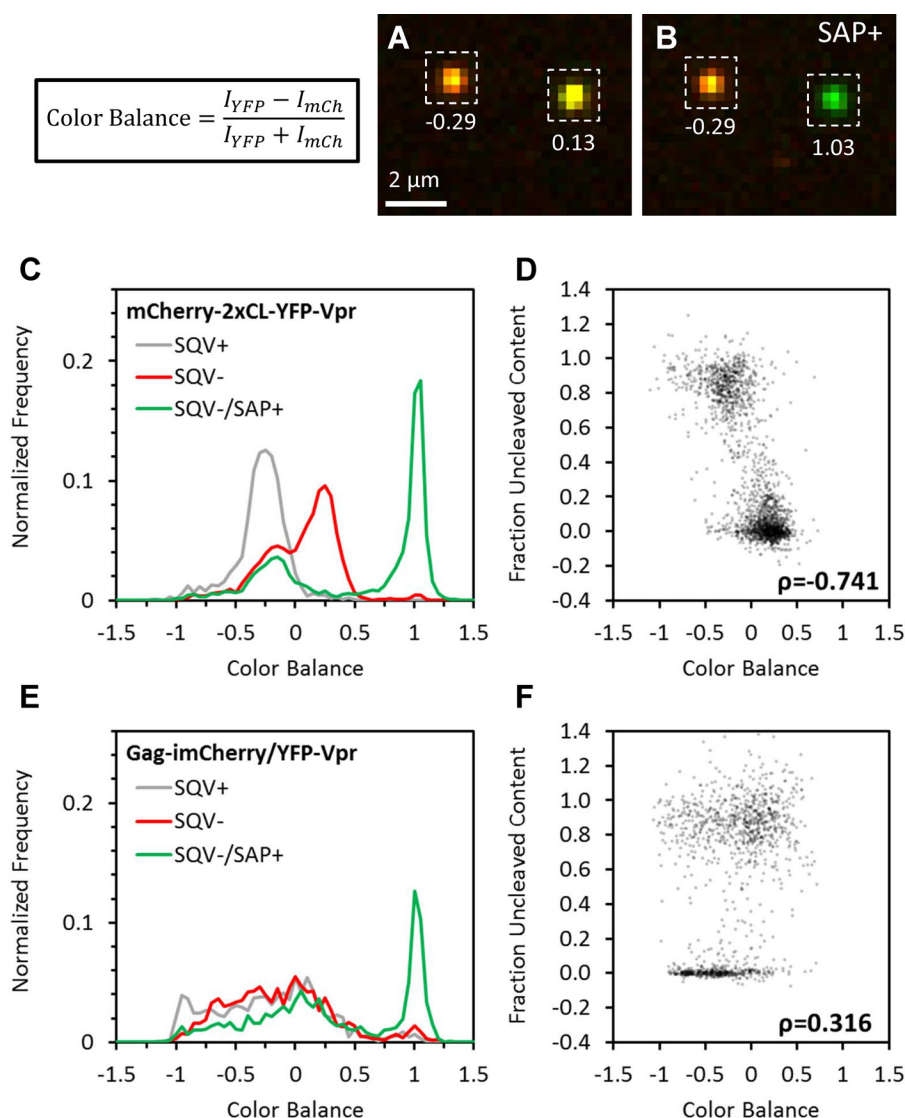 Color Balance = (I_YFP − I_mCh) / (I_YFP + I_mCh)
A
-0.29
0.13
2 µm
B
SAP+
-0.29
1.03
C
mCherry-2xCL-YFP-Vpr
SQV+
SQV-
SQV-/SAP+
Normalized Frequency
0.2
0.1
0
-1.5 -1 -0.5 0 0.5 1 1.5
Color Balance
D
Fraction Uncleaved Content
1.4
1.2
1.0
0.8
0.6
0.4
0.2
0.0
-0.2
-0.4
ρ=-0.741
-1.5 -1 -0.5 0 0.5 1 1.5
Color Balance
E
Gag-imCherry/YFP-Vpr
SQV+
SQV-
SQV-/SAP+
Normalized Frequency
0.2
0.1
0
-1.5 -1 -0.5 0 0.5 1 1.5
Color Balance
F
Fraction Uncleaved Content
1.4
1.2
1.0
0.8
0.6
0.4
0.2
0.0
-0.2
-0.4
ρ=0.316
-1.5 -1 -0.5 0 0.5 1 1.5
Color Balance